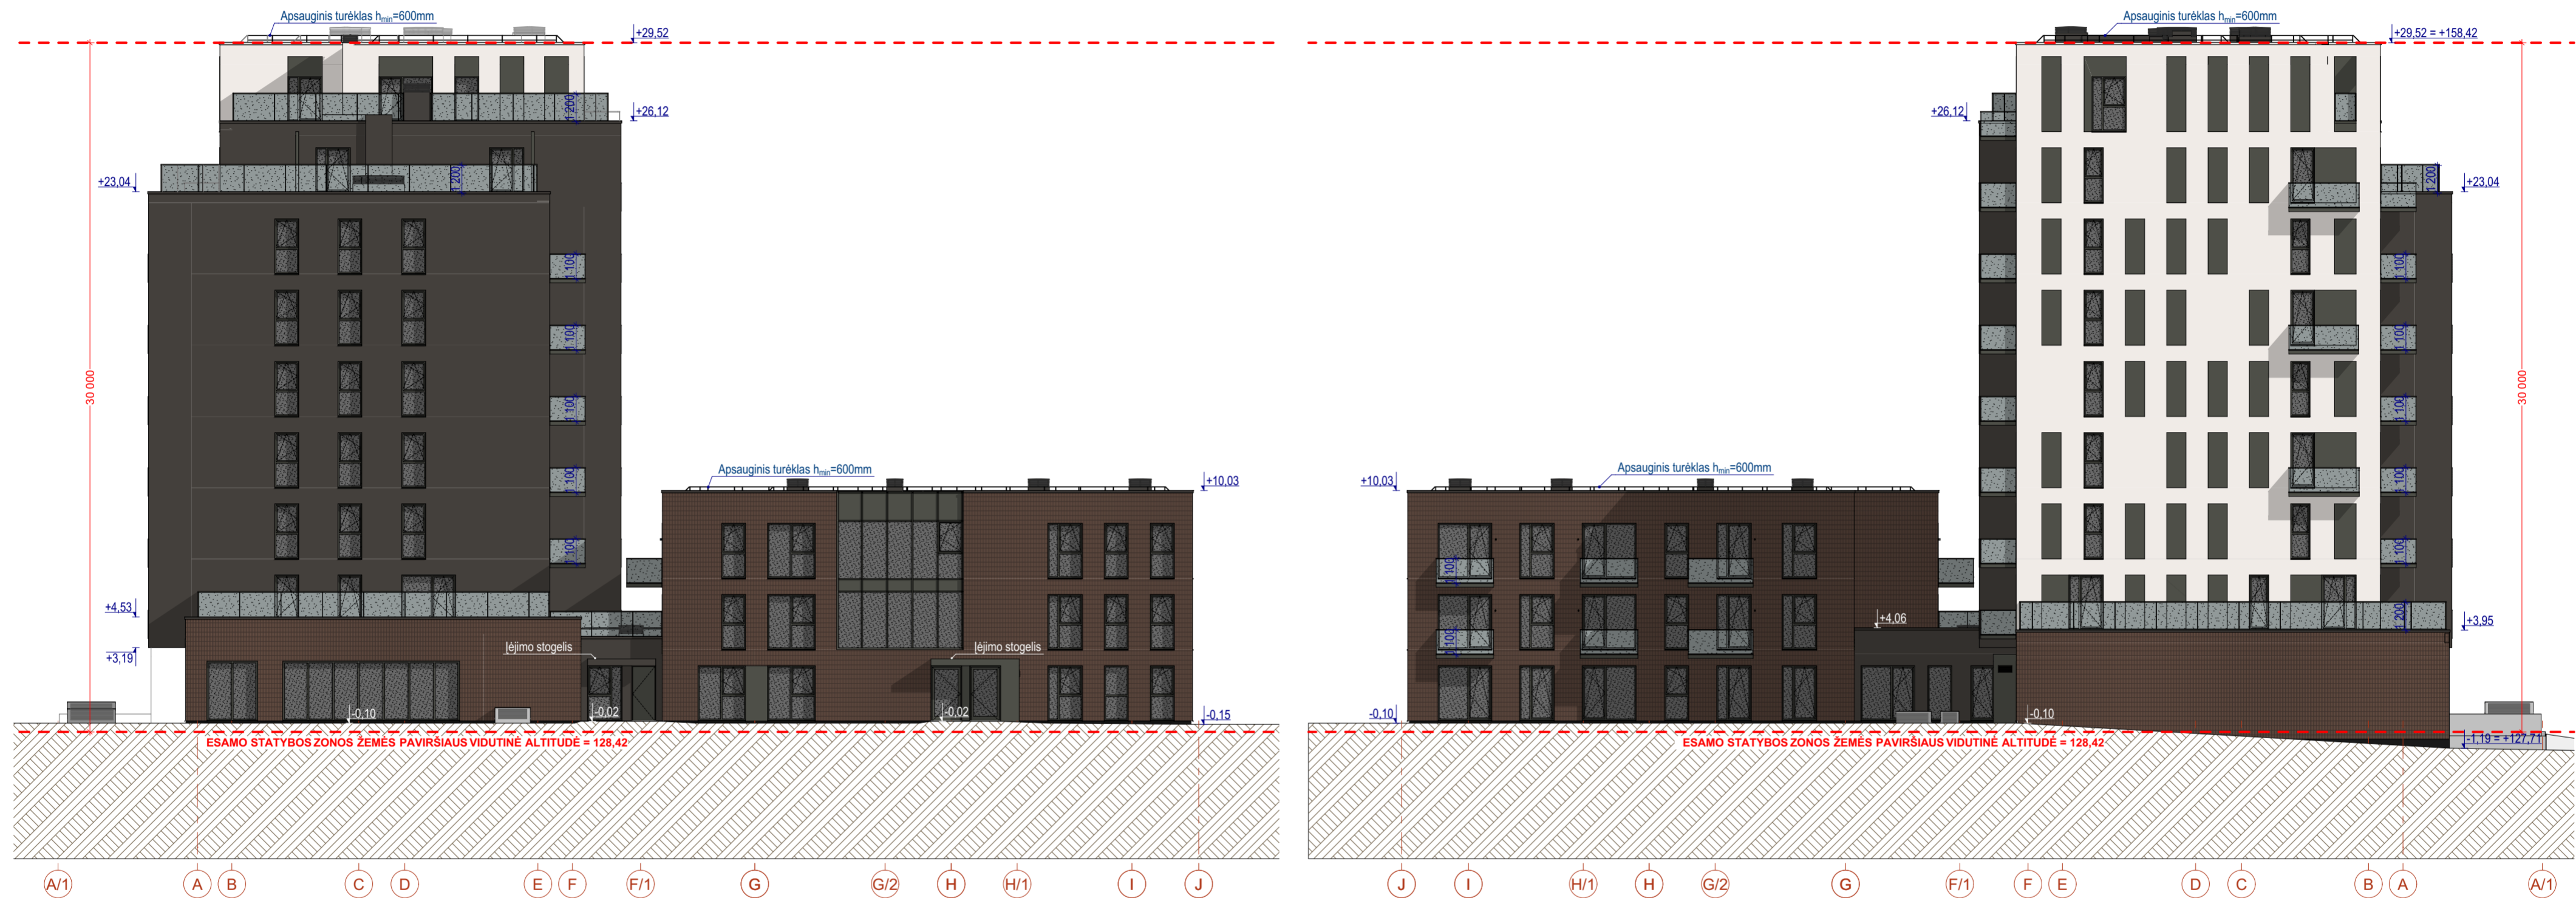 Apsauginis turėklas hmin=600mm
+29,52
1 200
+26,12
1 200
+23,04
1 100
1 100
30 000
1 100
1 100
Apsauginis turėklas hmin=600mm
+10,03
1 100
+4,53
Įėjimo stogelis
Įėjimo stogelis
+3,19
-0,10
-0,02
-0,02
-0,15
ESAMO STATYBOS ZONOS ŽEMĖS PAVIRŠIAUS VIDUTINĖ ALTITUDĖ = 128,42
A/1
A
B
C
D
E
F
F/1
G
G/2
H
H/1
I
J
Apsauginis turėklas hmin=600mm
+29,52 = +158,42
+26,12
1 200
+23,04
1 100
1 100
30 000
1 100
Apsauginis turėklas hmin=600mm
+10,03
1 100
1 100
1 100
1 100
+4,06
1 200
+3,95
-0,10
-0,10
ESAMO STATYBOS ZONOS ŽEMĖS PAVIRŠIAUS VIDUTINĖ ALTITUDĖ = 128,42
-1,19 = +127,71
J
I
H/1
H
G/2
G
F/1
F
E
D
C
B
A
A/1